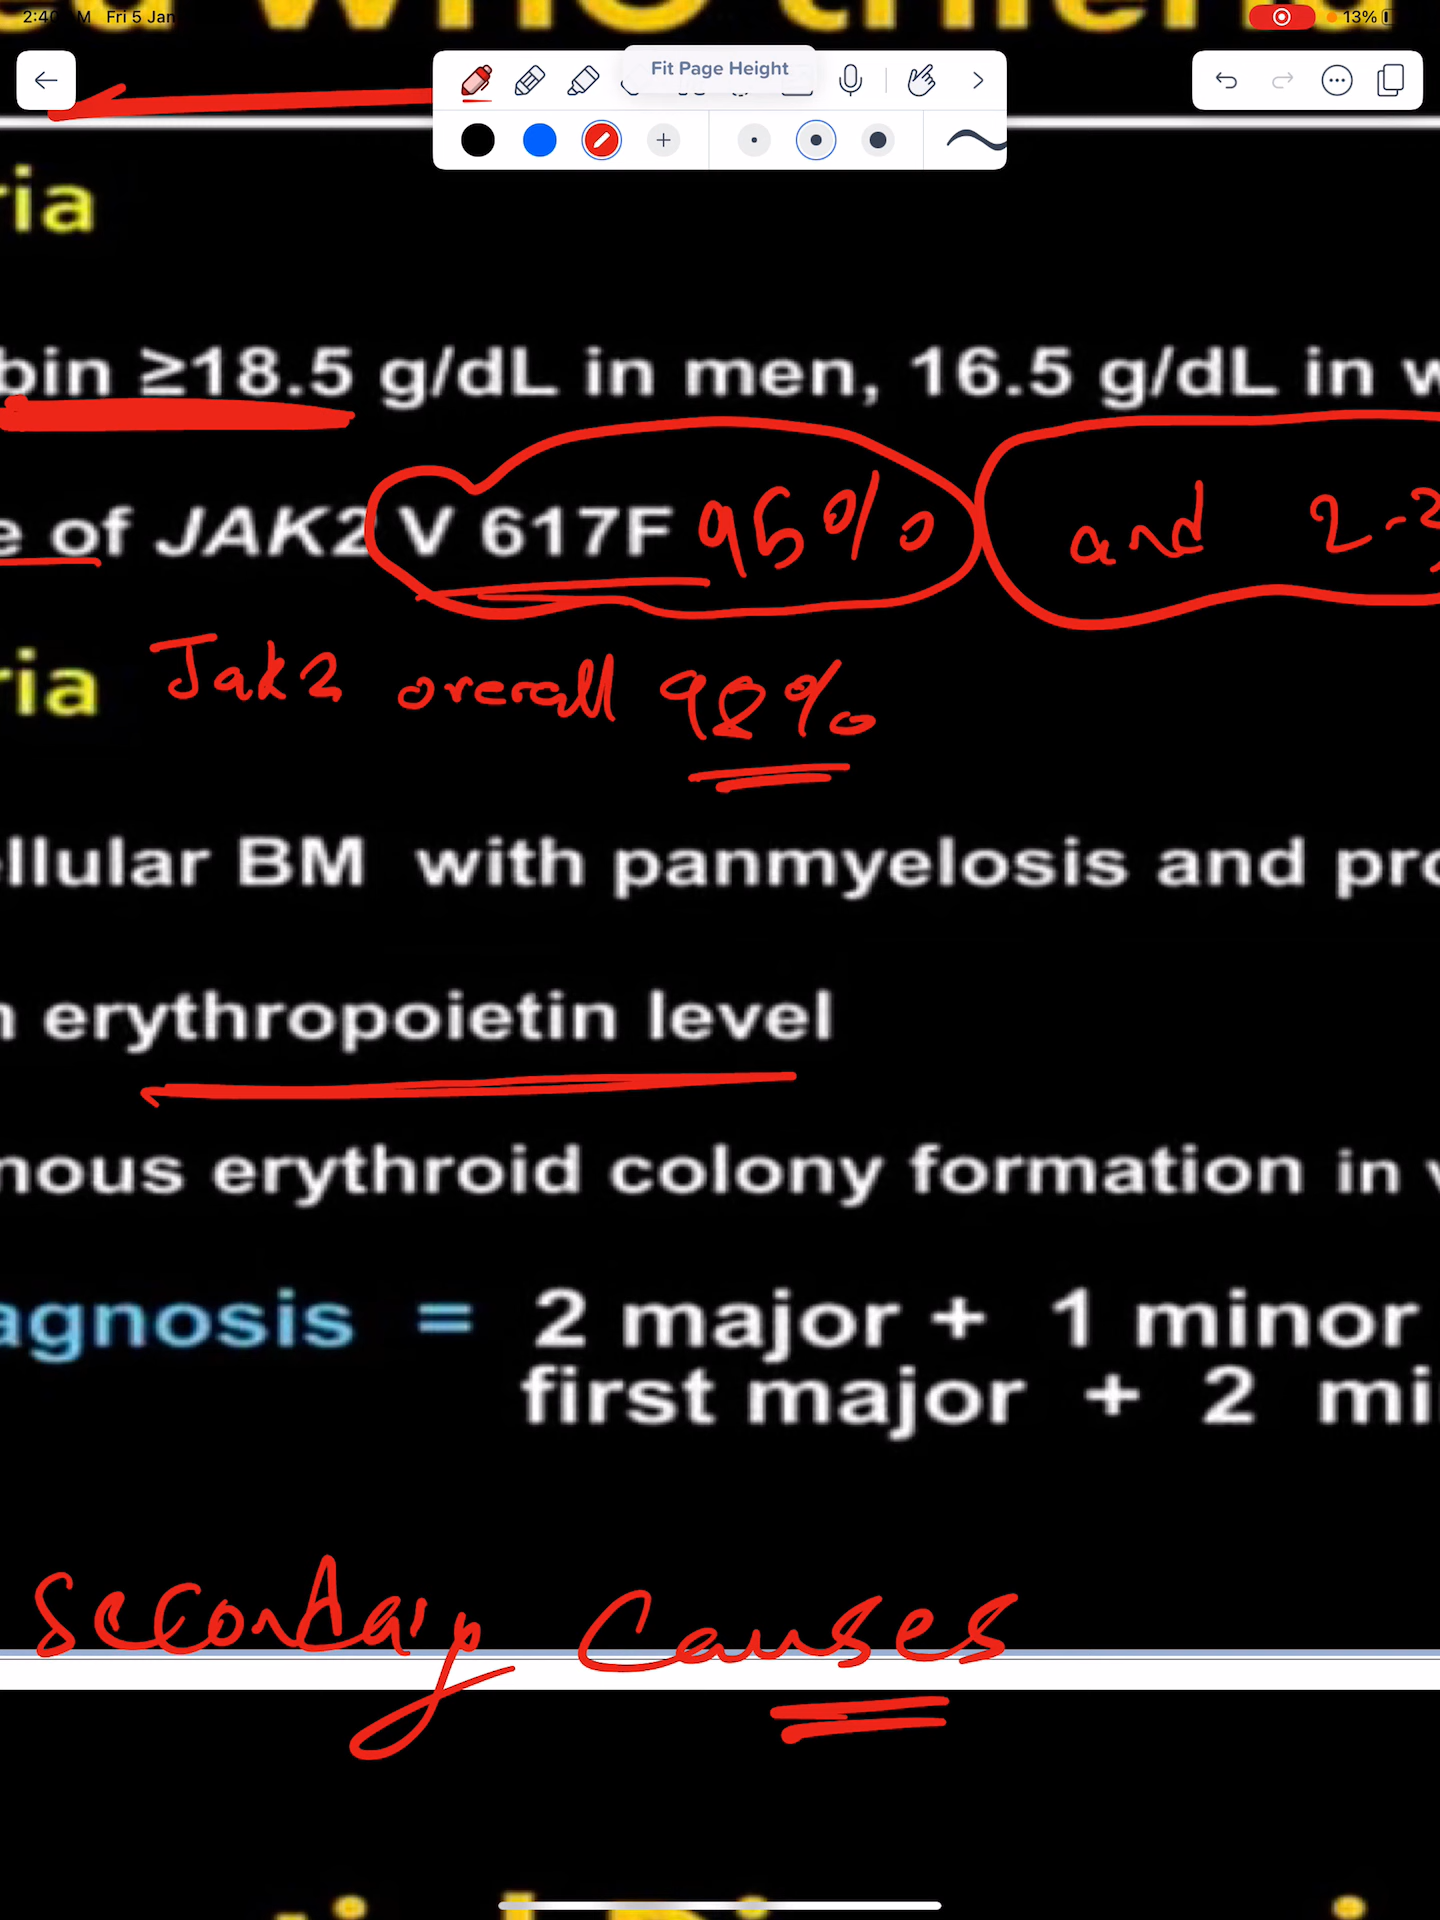 2:40 M Fri 5 Jan 13%
Fit Page Height
ria
bin ≥18.5 g/dL in men, 16.5 g/dL in w
e of JAK2 V 617F 95% and 2-3
ria Jak2 overall 98%
ellular BM with panmyelosis and pro
erythropoietin level
nous erythroid colony formation in v
agnosis = 2 major + 1 minor
first major + 2 mi
Secondary Causes